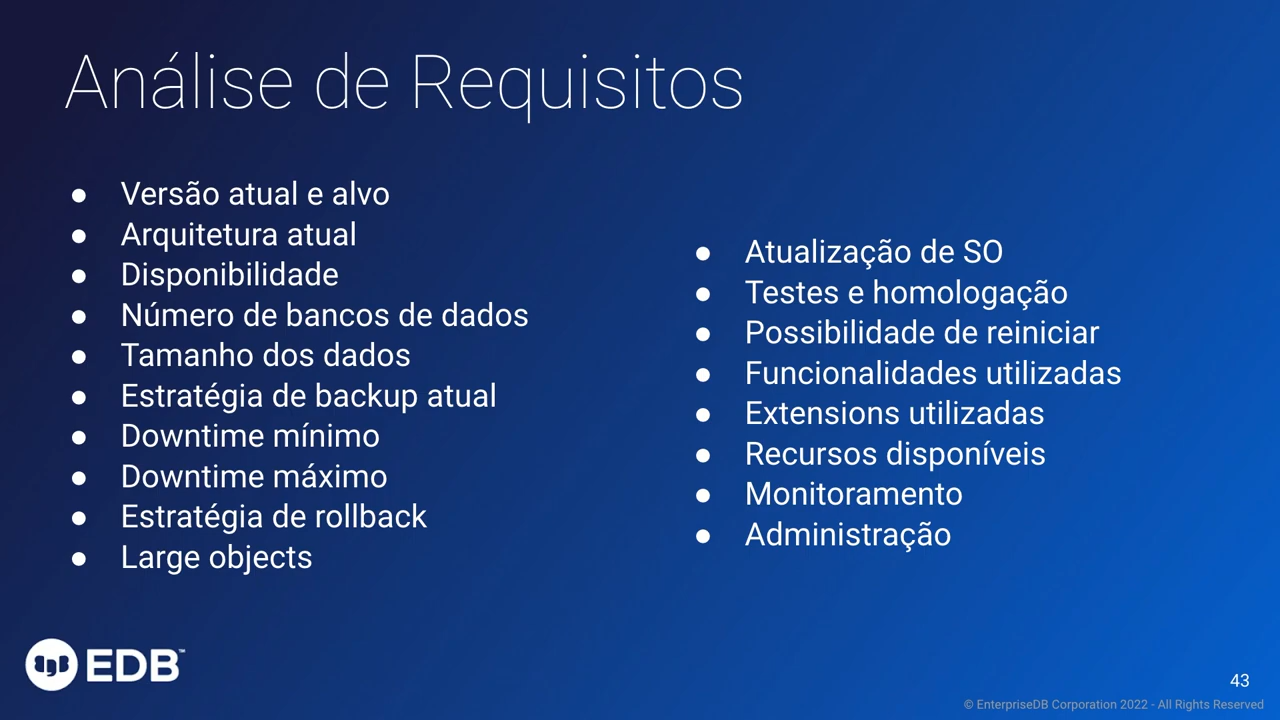 Análise de Requisitos
● Versão atual e alvo
● Arquitetura atual
● Disponibilidade
● Número de bancos de dados
● Tamanho dos dados
● Estratégia de backup atual
● Downtime mínimo
● Downtime máximo
● Estratégia de rollback
● Large objects
● Atualização de SO
● Testes e homologação
● Possibilidade de reiniciar
● Funcionalidades utilizadas
● Extensions utilizadas
● Recursos disponíveis
● Monitoramento
● Administração
EDB™
43
© EnterpriseDB Corporation 2022 - All Rights Reserved